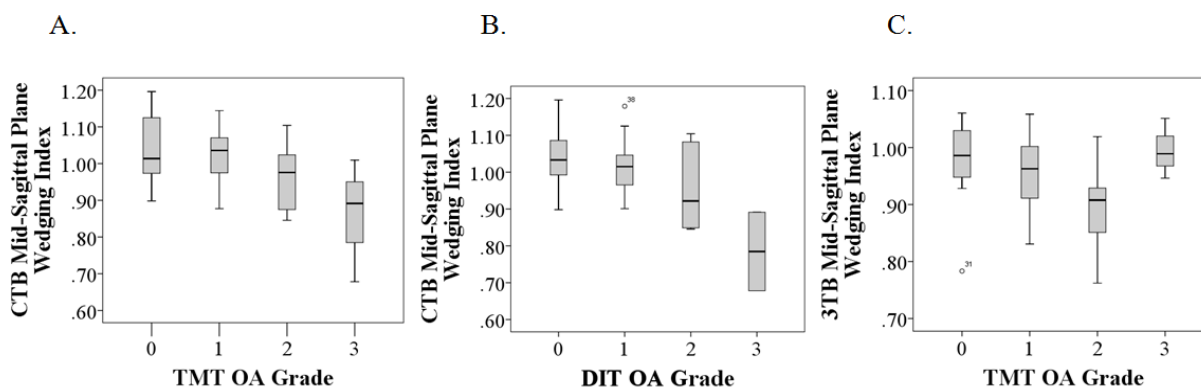 A.
CTB Mid-Sagittal Plane
Wedging Index
1.20
1.10
1.00
.90
.80
.70
.60
0 1 2 3
TMT OA Grade
B.
CTB Mid-Sagittal Plane
Wedging Index
1.20
1.10
1.00
.90
.80
.70
.60
38
0 1 2 3
DIT OA Grade
C.
3TB Mid-Sagittal Plane
Wedging Index
1.10
1.00
.90
.80
.70
31
0 1 2 3
TMT OA Grade